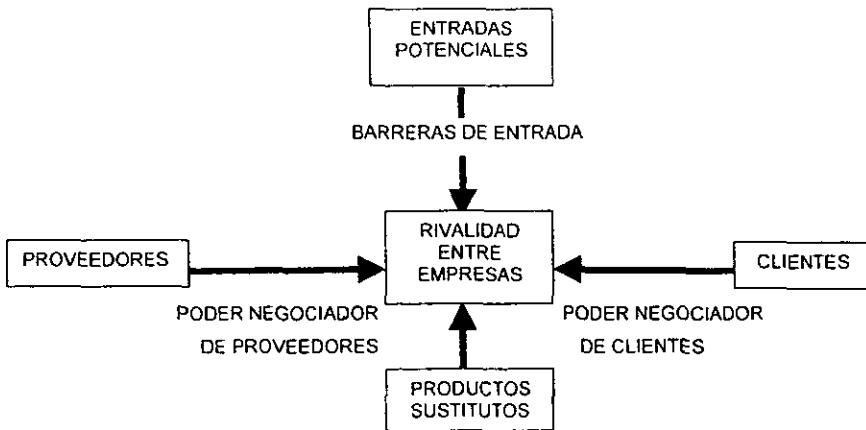 ENTRADAS
POTENCIALES
BARRERAS DE ENTRADA
RIVALIDAD
ENTRE
EMPRESAS
PROVEEDORES
CLIENTES
PODER NEGOCIADOR
DE PROVEEDORES
PODER NEGOCIADOR
DE CLIENTES
PRODUCTOS
SUSTITUTOS